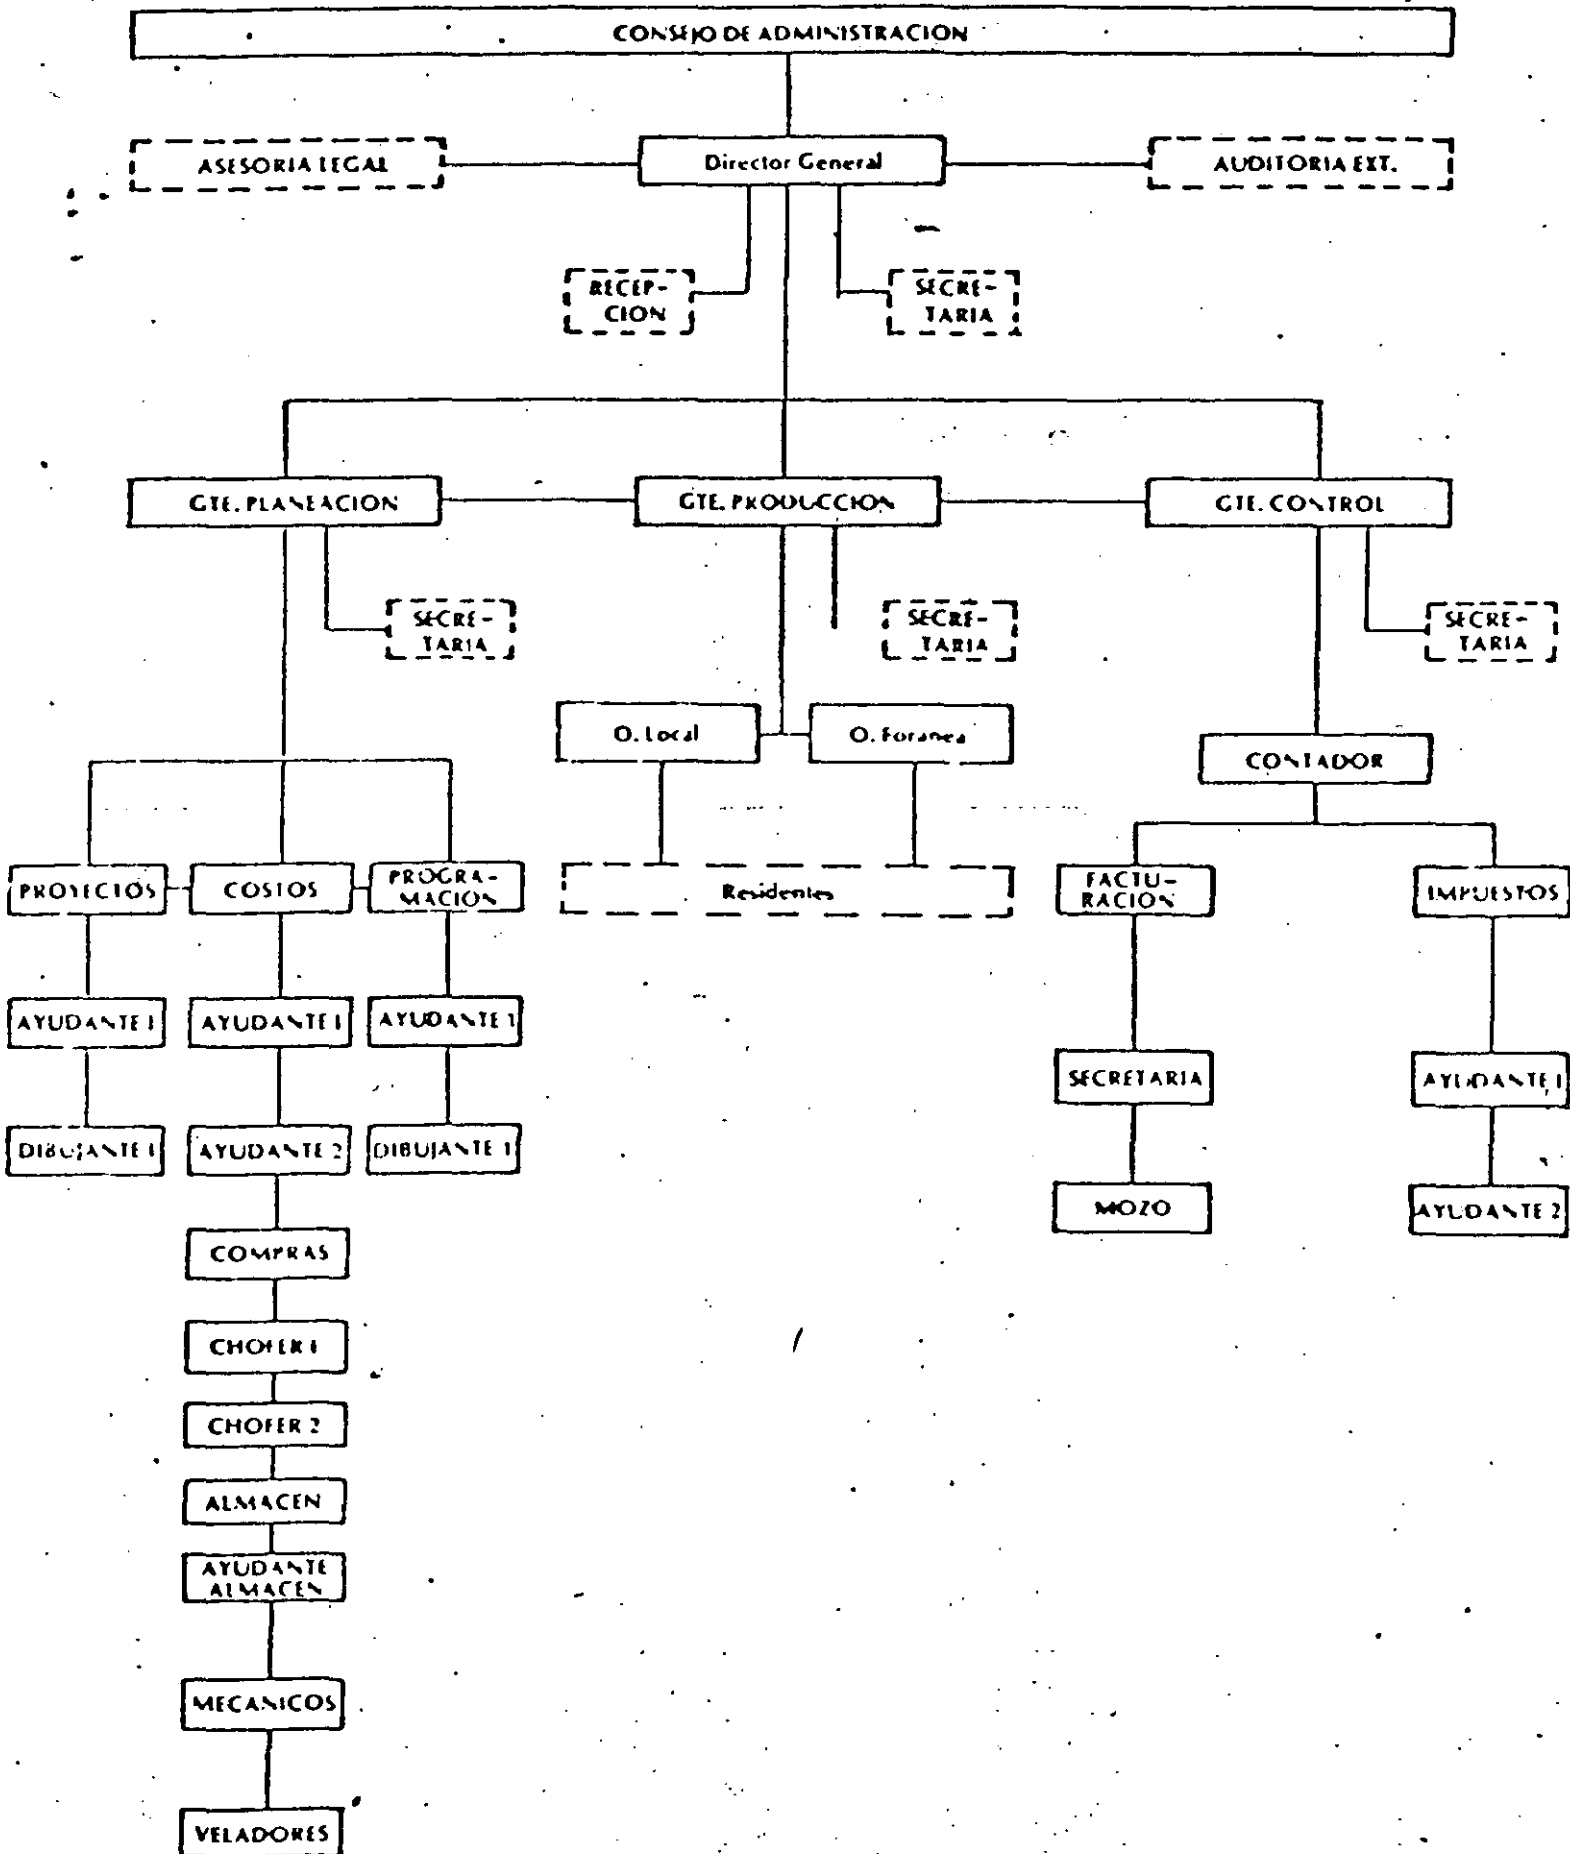 CONSEJO DE ADMINISTRACION
ASESORIA LEGAL
Director General
AUDITORIA EXT.
RECEP-
CION
SECRE-
TARIA
GTE. PLANEACION
GTE. PRODUCCION
GTE. CONTROL
SECRE-
TARIA
SECRE-
TARIA
SECRE-
TARIA
O. Local
O. Foranea
CONTADOR
PROYECTOS
COSTOS
PROGRA-
MACION
Residentes
FACTU-
RACION
IMPUESTOS
AYUDANTE 1
AYUDANTE 1
AYUDANTE 1
SECRETARIA
AYUDANTE 1
DIBUJANTE 1
AYUDANTE 2
DIBUJANTE 1
MOZO
AYUDANTE 2
COMPRAS
CHOFER 1
CHOFER 2
ALMACEN
AYUDANTE
ALMACEN
MECANICOS
VELADORES